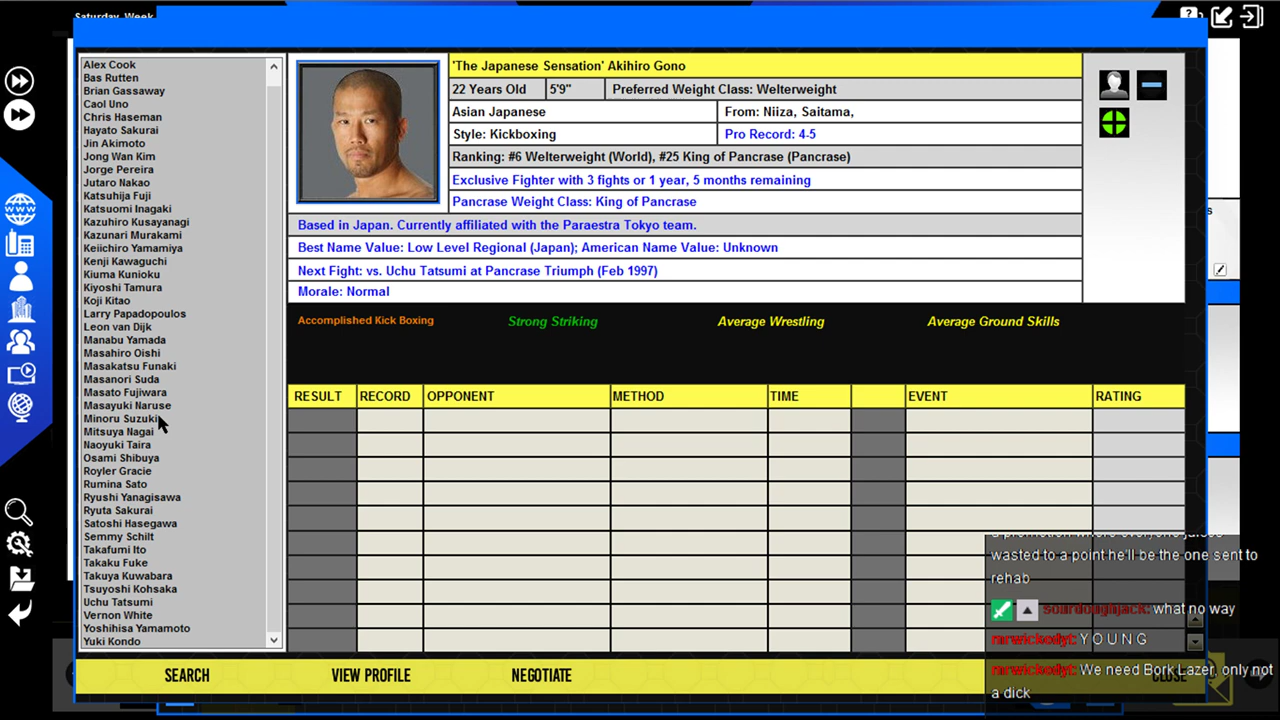 Saturday, Week
?
Alex Cook
Bas Rutten
Brian Gassaway
Caol Uno
Chris Haseman
Hayato Sakurai
Jin Akimoto
Jong Wan Kim
Jorge Pereira
Jutaro Nakao
Katsuhija Fuji
Katsuomi Inagaki
Kazuhiro Kusayanagi
Kazunari Murakami
Keiichiro Yamamiya
Kenji Kawaguchi
Kiuma Kunioku
Kiyoshi Tamura
Koji Kitao
Larry Papadopoulos
Leon van Dijk
Manabu Yamada
Masahiro Oishi
Masakatsu Funaki
Masanori Suda
Masato Fujiwara
Masayuki Naruse
Minoru Suzuki
Mitsuya Nagai
Naoyuki Taira
Osami Shibuya
Royler Gracie
Rumina Sato
Ryushi Yanagisawa
Ryuta Sakurai
Satoshi Hasegawa
Semmy Schilt
Takafumi Ito
Takaku Fuke
Takuya Kuwabara
Tsuyoshi Kohsaka
Uchu Tatsumi
Vernon White
Yoshihisa Yamamoto
Yuki Kondo
'The Japanese Sensation' Akihiro Gono
22 Years Old 5'9" Preferred Weight Class: Welterweight
Asian Japanese From: Niiza, Saitama,
Style: Kickboxing Pro Record: 4-5
Ranking: #6 Welterweight (World), #25 King of Pancrase (Pancrase)
Exclusive Fighter with 3 fights or 1 year, 5 months remaining
Pancrase Weight Class: King of Pancrase
Based in Japan. Currently affiliated with the Paraestra Tokyo team.
Best Name Value: Low Level Regional (Japan); American Name Value: Unknown
Next Fight: vs. Uchu Tatsumi at Pancrase Triumph (Feb 1997)
Morale: Normal
Accomplished Kick Boxing Strong Striking Average Wrestling Average Ground Skills
RESULT RECORD OPPONENT METHOD TIME EVENT RATING
wasted to a point he'll be the one sent to
rehab
sourdoughjack: what no way
mrwickodyt: Y O U N G
mrwickodyt: We need Bork Lazer, only not
a dick
SEARCH VIEW PROFILE NEGOTIATE CLOSE
www